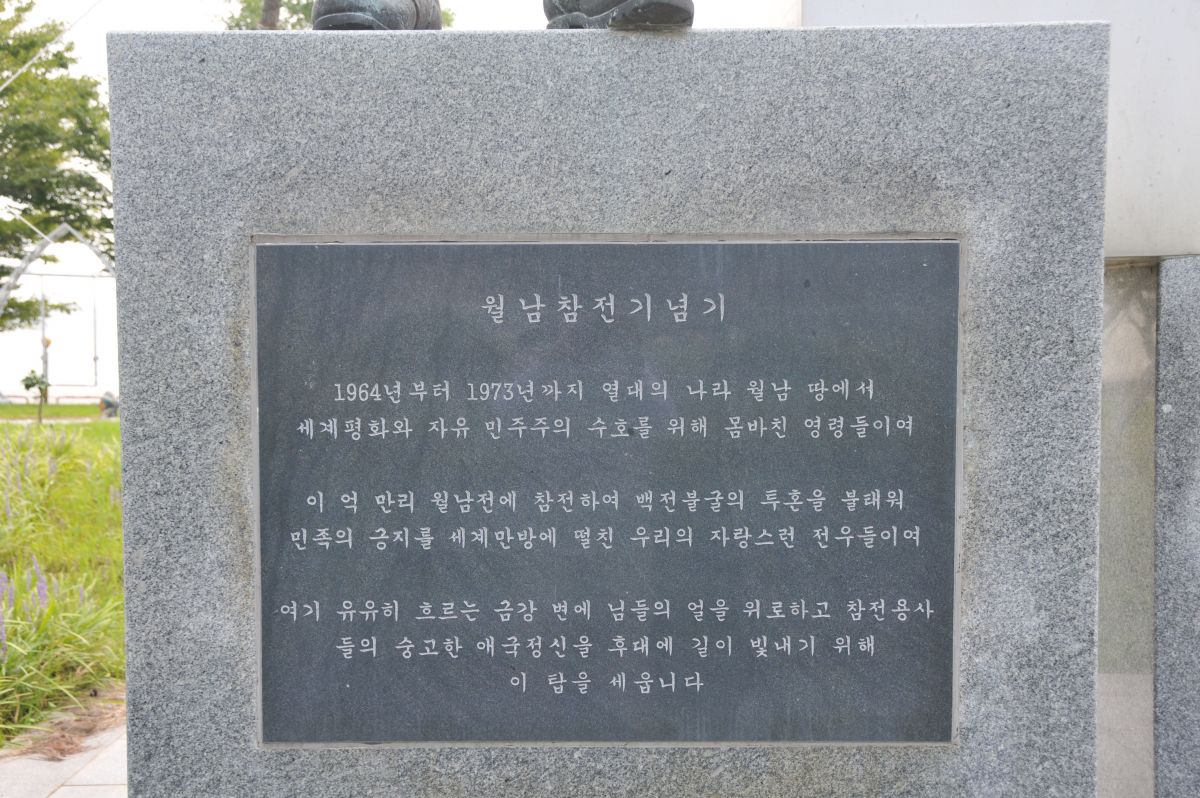 월남참전기념기
1964년부터 1973년까지 열대의 나라 월남 땅에서
세계평화와 자유 민주주의 수호를 위해 몸바친 영령들이여
이 억 만리 월남전에 참전하여 백전불굴의 투혼을 불태워
민족의 긍지를 세계만방에 떨친 우리의 자랑스런 전우들이여
여기 유유히 흐르는 금강 변에 님들의 얼을 위로하고 참전용사
들의 숭고한 애국정신을 후대에 길이 빛내기 위해
이 탑을 세웁니다